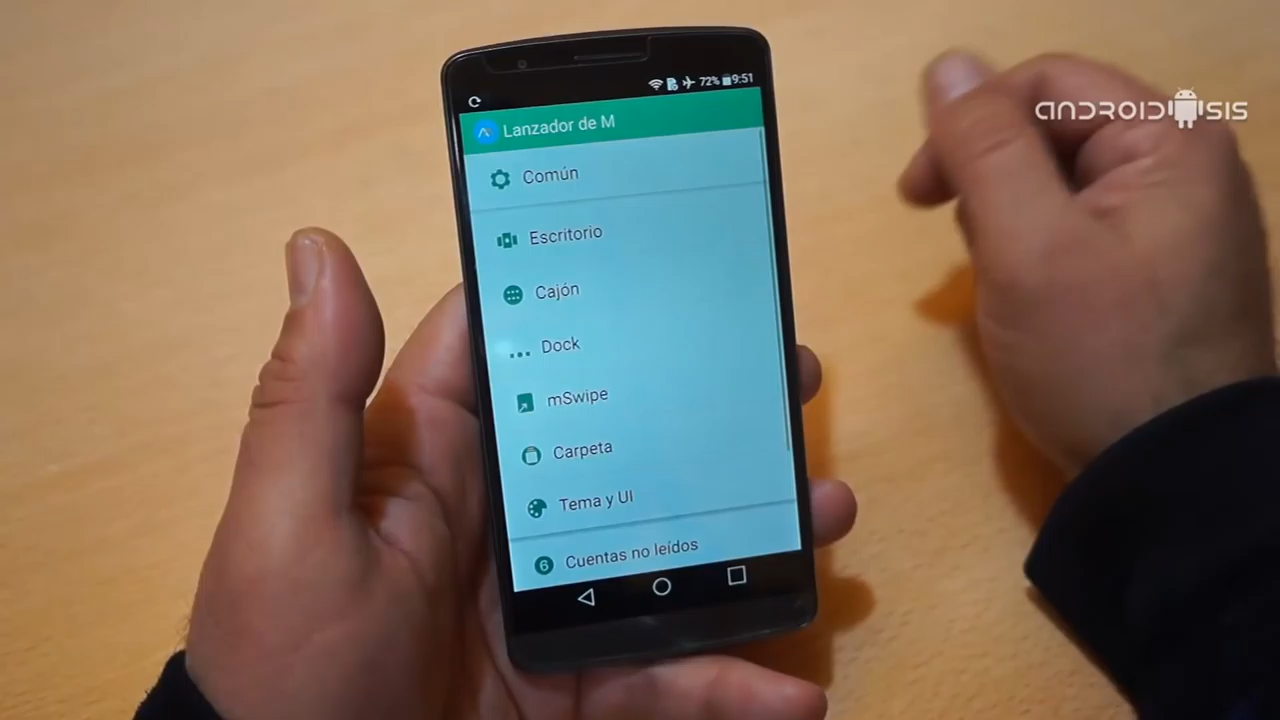 ANDROIDSIS
72% 9:51
Lanzador de M
Común
Escritorio
Cajón
Dock
mSwipe
Carpeta
Tema y UI
6 Cuentas no leídos